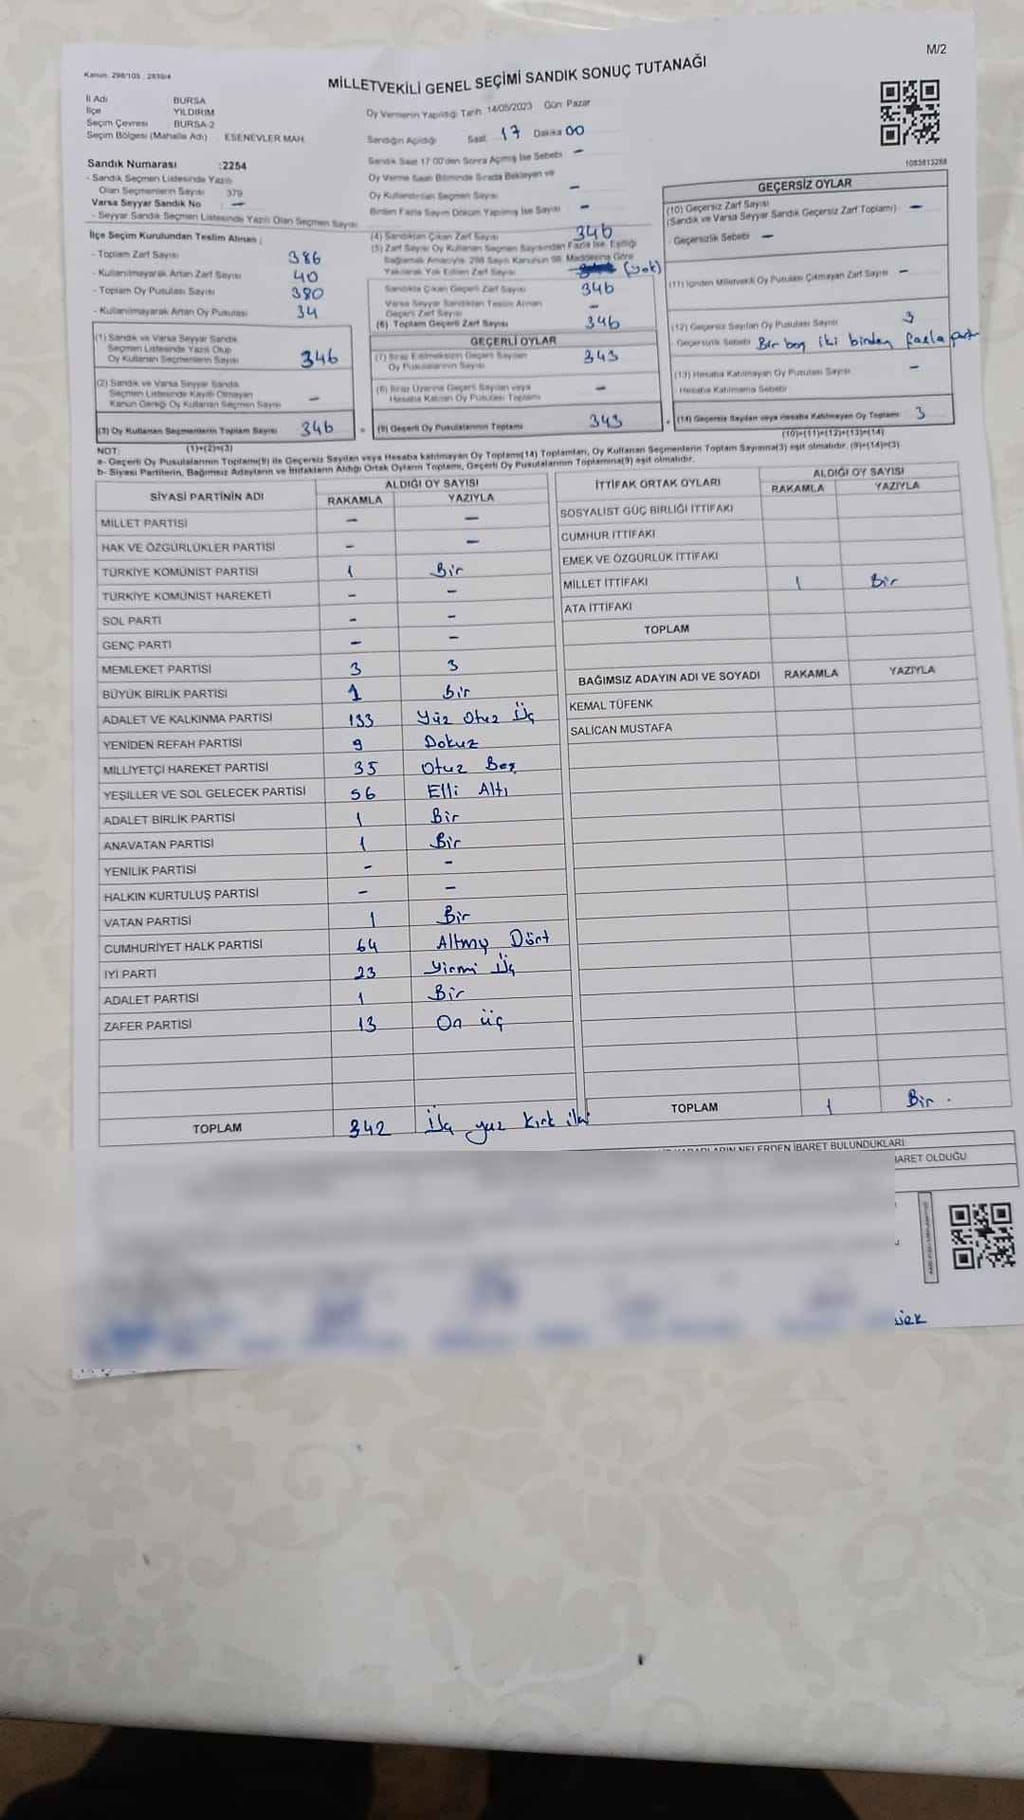 M/2
Kanun: 298/105 , 2839/4
MİLLETVEKİLİ GENEL SEÇİMİ SANDIK SONUÇ TUTANAĞI
İl Adı BURSA
İlçe YILDIRIM
Seçim Çevresi BURSA-2
Seçim Bölgesi (Mahalle Adı) ESENEVLER MAH.
Oy Vermenin Yapıldığı Tarih: 14/05/2023 Gün: Pazar
Sandığın Açıldığı Saat 17 Dakika 00
Sandık Saat 17:00'den Sonra Açılmış İse Sebebi -
Oy Verme Saati Bitiminde Sırada Bekleyen ve
Oy Kullandırılan Seçmen Sayısı -
Birden Fazla Sayım Döküm Yapılmış İse Sayısı -
1083813288
Sandık Numarası :2254
- Sandık Seçmen Listesinde Yazılı
Olan Seçmenlerin Sayısı 379
Varsa Seyyar Sandık No -
- Seyyar Sandık Seçmen Listesinde Yazılı Olan Seçmen Sayısı
İlçe Seçim Kurulundan Teslim Alınan ;
- Toplam Zarf Sayısı 386
- Kullanılmayarak Artan Zarf Sayısı 40
- Toplam Oy Pusulası Sayısı 380
- Kullanılmayarak Artan Oy Pusulası 34
(1) Sandık ve Varsa Seyyar Sandık
Seçmen Listesinde Yazılı Olup
Oy Kullanan Seçmenlerin Sayısı 346
(2) Sandık ve Varsa Seyyar Sandık
Seçmen Listesinde Kayıtlı Olmayan
Kanun Gereği Oy Kullanan Seçmen Sayısı -
(3) Oy Kullanan Seçmenlerin Toplam Sayısı 346
(1)+(2)=(3)
(4) Sandıktan Çıkan Zarf Sayısı 346
(5) Zarf Sayısı Oy Kullanan Seçmen Sayısından Fazla İse, Eşitliği
Sağlamak Amacıyla 298 Sayılı Kanunun 98. Maddesine Göre
Yakılarak Yok Edilen Zarf Sayısı (yok)
Sandıkta Çıkan Geçerli Zarf Sayısı 346
Varsa Seyyar Sandıktan Teslim Alınan
Geçerli Zarf Sayısı -
(6) Toplam Geçerli Zarf Sayısı 346
GEÇERLİ OYLAR
(7) İtiraz Edilmeksizin Geçerli Sayılan
Oy Pusulalarının Sayısı 343
(8) İtiraz Üzerine Geçerli Sayılan veya
Hesaba Katılan Oy Pusulası Toplamı -
(9) Geçerli Oy Pusulalarının Toplamı 343
GEÇERSİZ OYLAR
(10) Geçersiz Zarf Sayısı
(Sandık ve Varsa Seyyar Sandık Geçersiz Zarf Toplamı) -
- Geçersizlik Sebebi -
(11) İçinden Milletvekili Oy Pusulası Çıkmayan Zarf Sayısı -
(12) Geçersiz Sayılan Oy Pusulası Sayısı 3
- Geçersizlik Sebebi Bir boş iki birden fazla
(13) Hesaba Katılmayan Oy Pusulası Sayısı -
Hesaba Katılmama Sebebi
(14) Geçersiz Sayılan veya Hesaba Katılmayan Oy Toplamı 3
(10)+(11)+(12)+(13)=(14)
NOT:
a- Geçerli Oy Pusulalarının Toplamı(9) ile Geçersiz Sayılan veya Hesaba katılmayan Oy Toplamı(14) Toplamları, Oy Kullanan Seçmenlerin Toplam Sayısına(3) eşit olmalıdır. (9)+(14)=(3)
b- Siyasi Partilerin, Bağımsız Adayların ve İttifakların Aldığı Ortak Oyların Toplamı, Geçerli Oy Pusulalarının Toplamına(9) eşit olmalıdır.
SİYASİ PARTİNİN ADI ALDIĞI OY SAYISI
RAKAMLA YAZIYLA
MİLLET PARTİSİ - -
HAK VE ÖZGÜRLÜKLER PARTİSİ - -
TÜRKİYE KOMÜNİST PARTİSİ 1 Bir
TÜRKİYE KOMÜNİST HAREKETİ - -
SOL PARTİ - -
GENÇ PARTİ - -
MEMLEKET PARTİSİ 3 3
BÜYÜK BİRLİK PARTİSİ 1 Bir
ADALET VE KALKINMA PARTİSİ 133 Yüz Otuz Üç
YENİDEN REFAH PARTİSİ 9 Dokuz
MİLLİYETÇİ HAREKET PARTİSİ 35 Otuz Beş
YEŞİLLER VE SOL GELECEK PARTİSİ 56 Elli Altı
ADALET BİRLİK PARTİSİ 1 Bir
ANAVATAN PARTİSİ 1 Bir
YENİLİK PARTİSİ - -
HALKIN KURTULUŞ PARTİSİ - -
VATAN PARTİSİ 1 Bir
CUMHURİYET HALK PARTİSİ 64 Altmış Dört
İYİ PARTİ 23 Yirmi Üç
ADALET PARTİSİ 1 Bir
ZAFER PARTİSİ 13 On üç
TOPLAM 342 Üç yüz kırk iki
İTTİFAK ORTAK OYLARI ALDIĞI OY SAYISI
RAKAMLA YAZIYLA
SOSYALİST GÜÇ BİRLİĞİ İTTİFAKI
CUMHUR İTTİFAKI
EMEK VE ÖZGÜRLÜK İTTİFAKI
MİLLET İTTİFAKI 1 Bir
ATA İTTİFAKI
TOPLAM
BAĞIMSIZ ADAYIN ADI VE SOYADI RAKAMLA YAZIYLA
KEMAL TÜFENK
SALİCAN MUSTAFA
TOPLAM 1 Bir.
NELERDEN İBARET BULUNDUKLARI
İBARET OLDUĞU